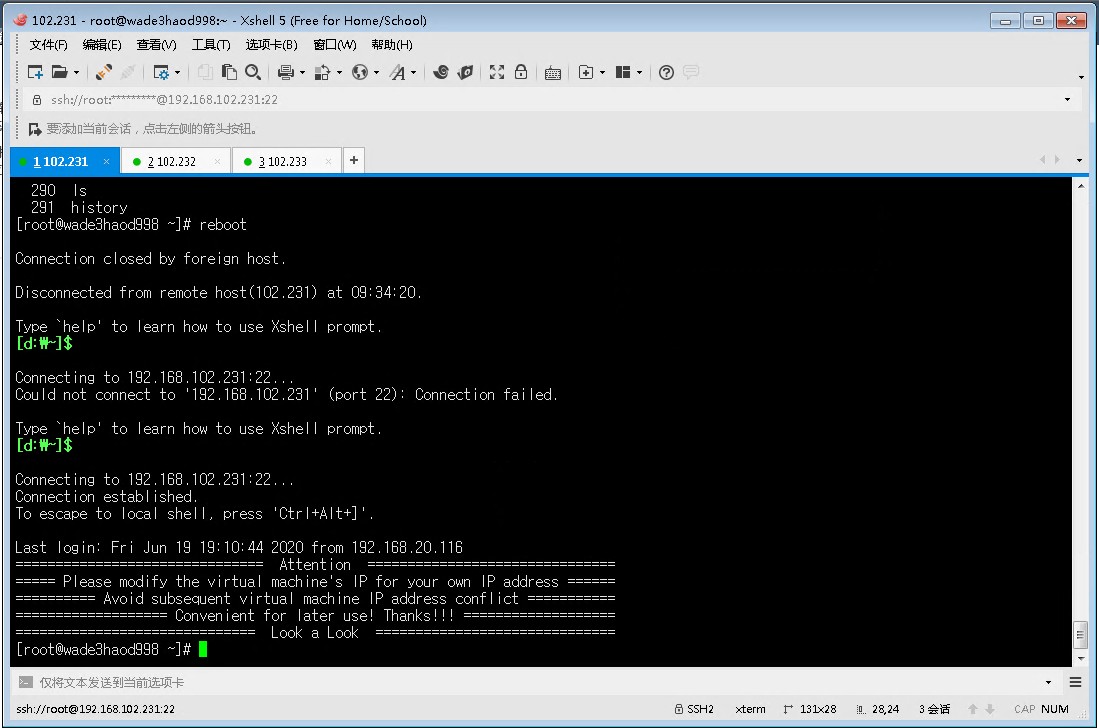 102.231 - root@wade3haod998:~ - Xshell 5 (Free for Home/School)
文件(F) 编辑(E) 查看(V) 工具(T) 选项卡(B) 窗口(W) 帮助(H)
ssh://root:*********@192.168.102.231:22
要添加当前会话，点击左侧的箭头按钮。
1 102.231 × 2 102.232 × 3 102.233 × +
290 ls
291 history
[root@wade3haod998 ~]# reboot
Connection closed by foreign host.
Disconnected from remote host(102.231) at 09:34:20.
Type `help' to learn how to use Xshell prompt.
[d:₩~]$
Connecting to 192.168.102.231:22...
Could not connect to '192.168.102.231' (port 22): Connection failed.
Type `help' to learn how to use Xshell prompt.
[d:₩~]$
Connecting to 192.168.102.231:22...
Connection established.
To escape to local shell, press 'Ctrl+Alt+]'.
Last login: Fri Jun 19 19:10:44 2020 from 192.168.20.116
=============================== Attention ===============================
===== Please modify the virtual machine's IP for your own IP address ======
========== Avoid subsequent virtual machine IP address conflict ===========
=================== Convenient for later use! Thanks!!! ===================
============================== Look a Look ==============================
[root@wade3haod998 ~]#
仅将文本发送到当前选项卡
ssh://root@192.168.102.231:22 SSH2 xterm 131x28 28,24 3 会话 CAP NUM